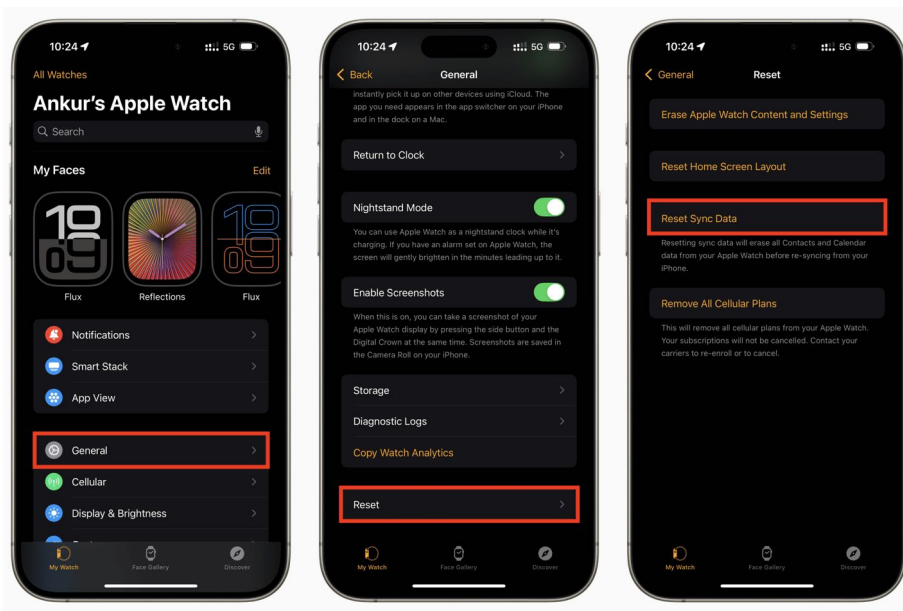 10:24
5G
All Watches
Ankur's Apple Watch
Search
My Faces
Edit
10
09
10
09
Flux
Reflections
Flux
Notifications
Smart Stack
App View
General
Cellular
Display & Brightness
My Watch
Face Gallery
Discover
10:24
5G
Back
General
instantly pick it up on other devices using iCloud. The
app you need appears in the app switcher on your iPhone
and in the dock on a Mac.
Return to Clock
Nightstand Mode
You can use Apple Watch as a nightstand clock while it's
charging. If you have an alarm set on Apple Watch, the
screen will gently brighten in the minutes leading up to it.
Enable Screenshots
When this is on, you can take a screenshot of your
Apple Watch display by pressing the side button and the
Digital Crown at the same time. Screenshots are saved in
the Camera Roll on your iPhone.
Storage
Diagnostic Logs
Copy Watch Analytics
Reset
My Watch
Face Gallery
Discover
10:24
5G
General
Reset
Erase Apple Watch Content and Settings
Reset Home Screen Layout
Reset Sync Data
Resetting sync data will erase all Contacts and Calendar
data from your Apple Watch before re-syncing from your
iPhone.
Remove All Cellular Plans
This will remove all cellular plans from your Apple Watch.
Your subscriptions will not be cancelled. Contact your
carriers to re-enroll or to cancel.
My Watch
Face Gallery
Discover